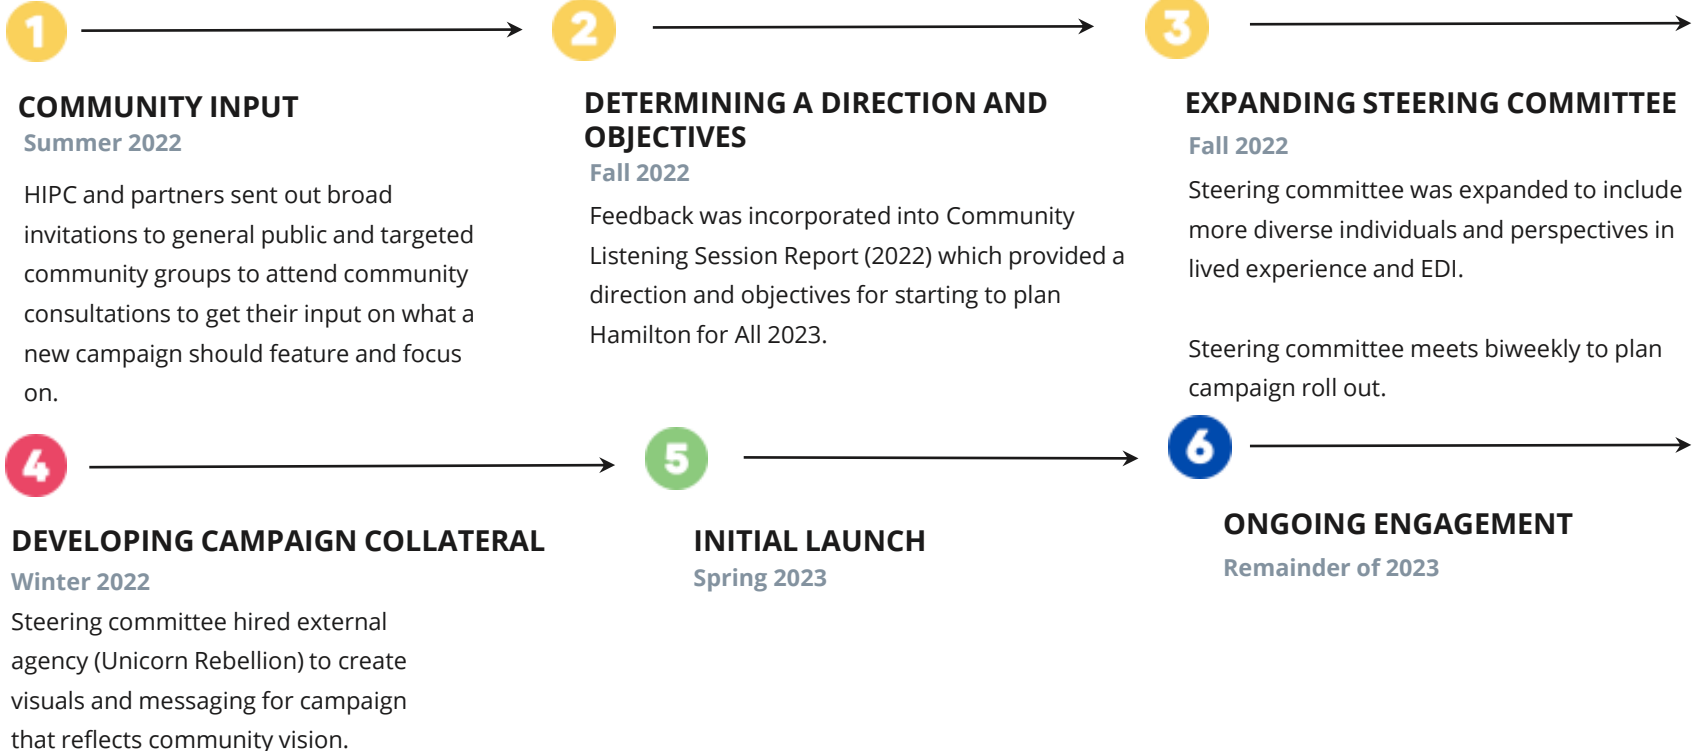 1
COMMUNITY INPUT
Summer 2022
HIPC and partners sent out broad
invitations to general public and targeted
community groups to attend community
consultations to get their input on what a
new campaign should feature and focus
on.
2
DETERMINING A DIRECTION AND
OBJECTIVES
Fall 2022
Feedback was incorporated into Community
Listening Session Report (2022) which provided a
direction and objectives for starting to plan
Hamilton for All 2023.
3
EXPANDING STEERING COMMITTEE
Fall 2022
Steering committee was expanded to include
more diverse individuals and perspectives in
lived experience and EDI.
Steering committee meets biweekly to plan
campaign roll out.
4
DEVELOPING CAMPAIGN COLLATERAL
Winter 2022
Steering committee hired external
agency (Unicorn Rebellion) to create
visuals and messaging for campaign
that reflects community vision.
5
INITIAL LAUNCH
Spring 2023
6
ONGOING ENGAGEMENT
Remainder of 2023